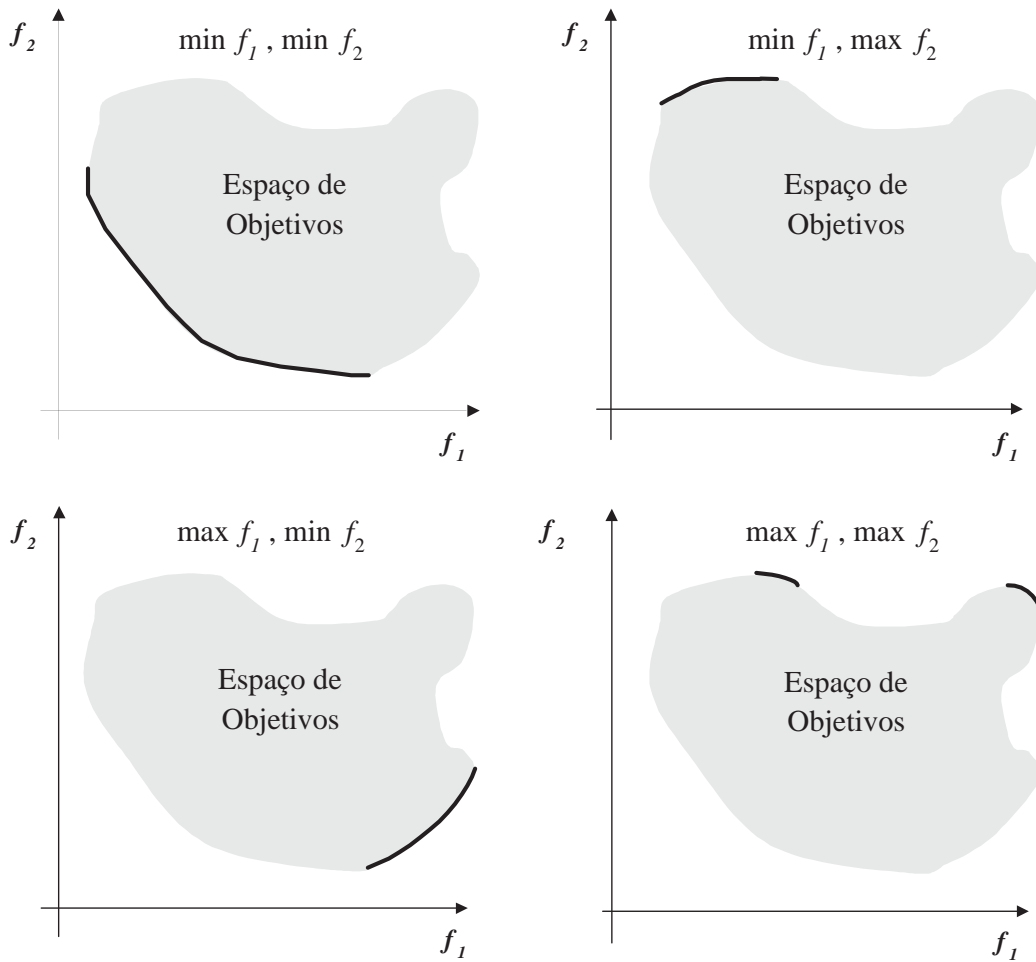 f2
min f1 , min f2
Espaço de
Objetivos
f1
f2
min f1 , max f2
Espaço de
Objetivos
f1
f2
max f1 , min f2
Espaço de
Objetivos
f1
f2
max f1 , max f2
Espaço de
Objetivos
f1